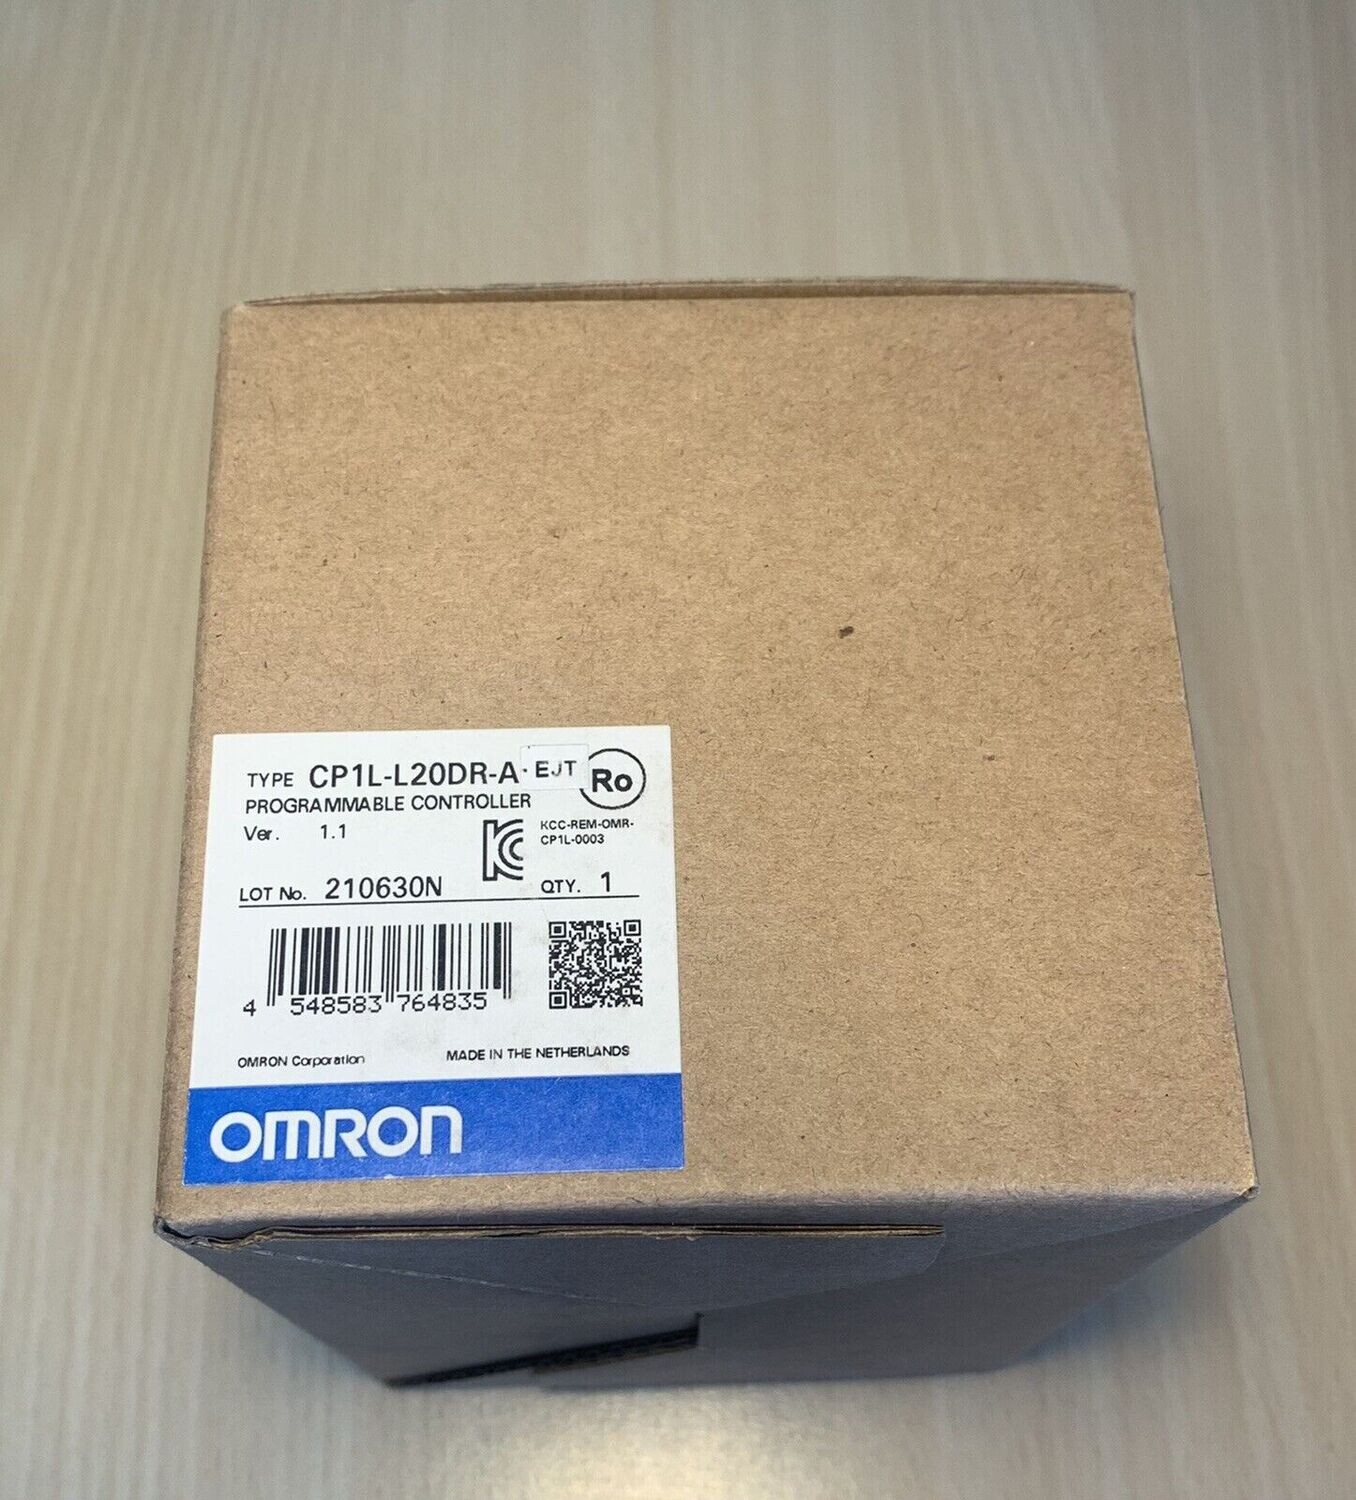 TYPE CP1L-L20DR-A- EJT Ro
PROGRAMMABLE CONTROLLER
Ver. 1.1
KC
KCC-REM-OMR-
CP1L-0003
LOT No. 210630N QTY. 1
4 548583 764835
OMRON Corporation MADE IN THE NETHERLANDS
OMRON